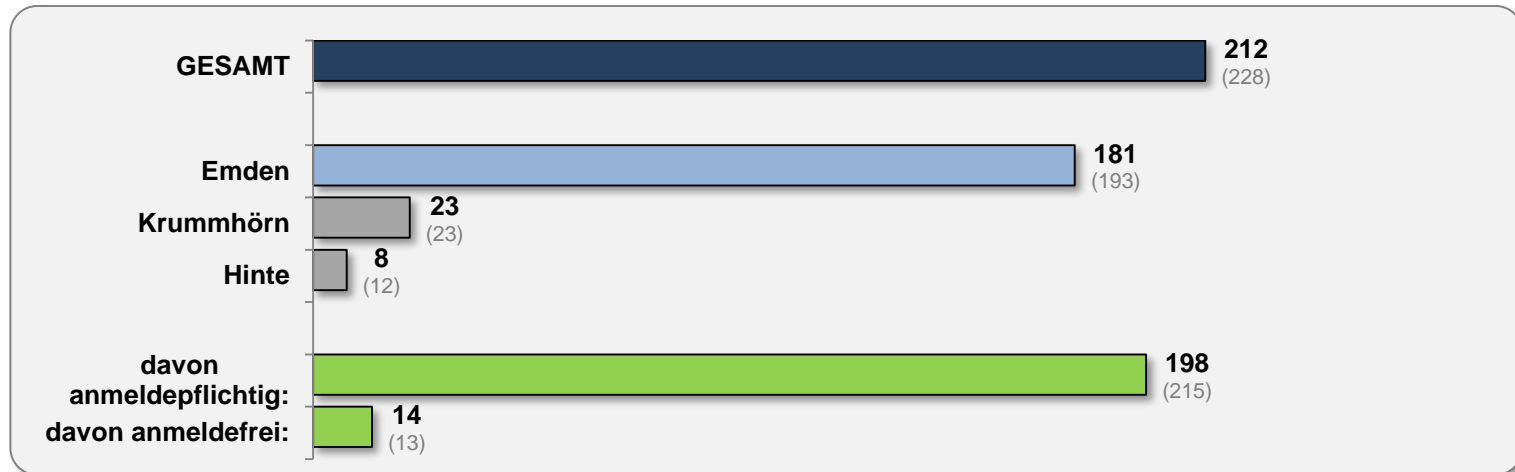 GESAMT
212
(228)
Emden
181
(193)
Krummhörn
23
(23)
Hinte
8
(12)
davon
anmeldepflichtig:
198
(215)
davon anmeldefrei:
14
(13)